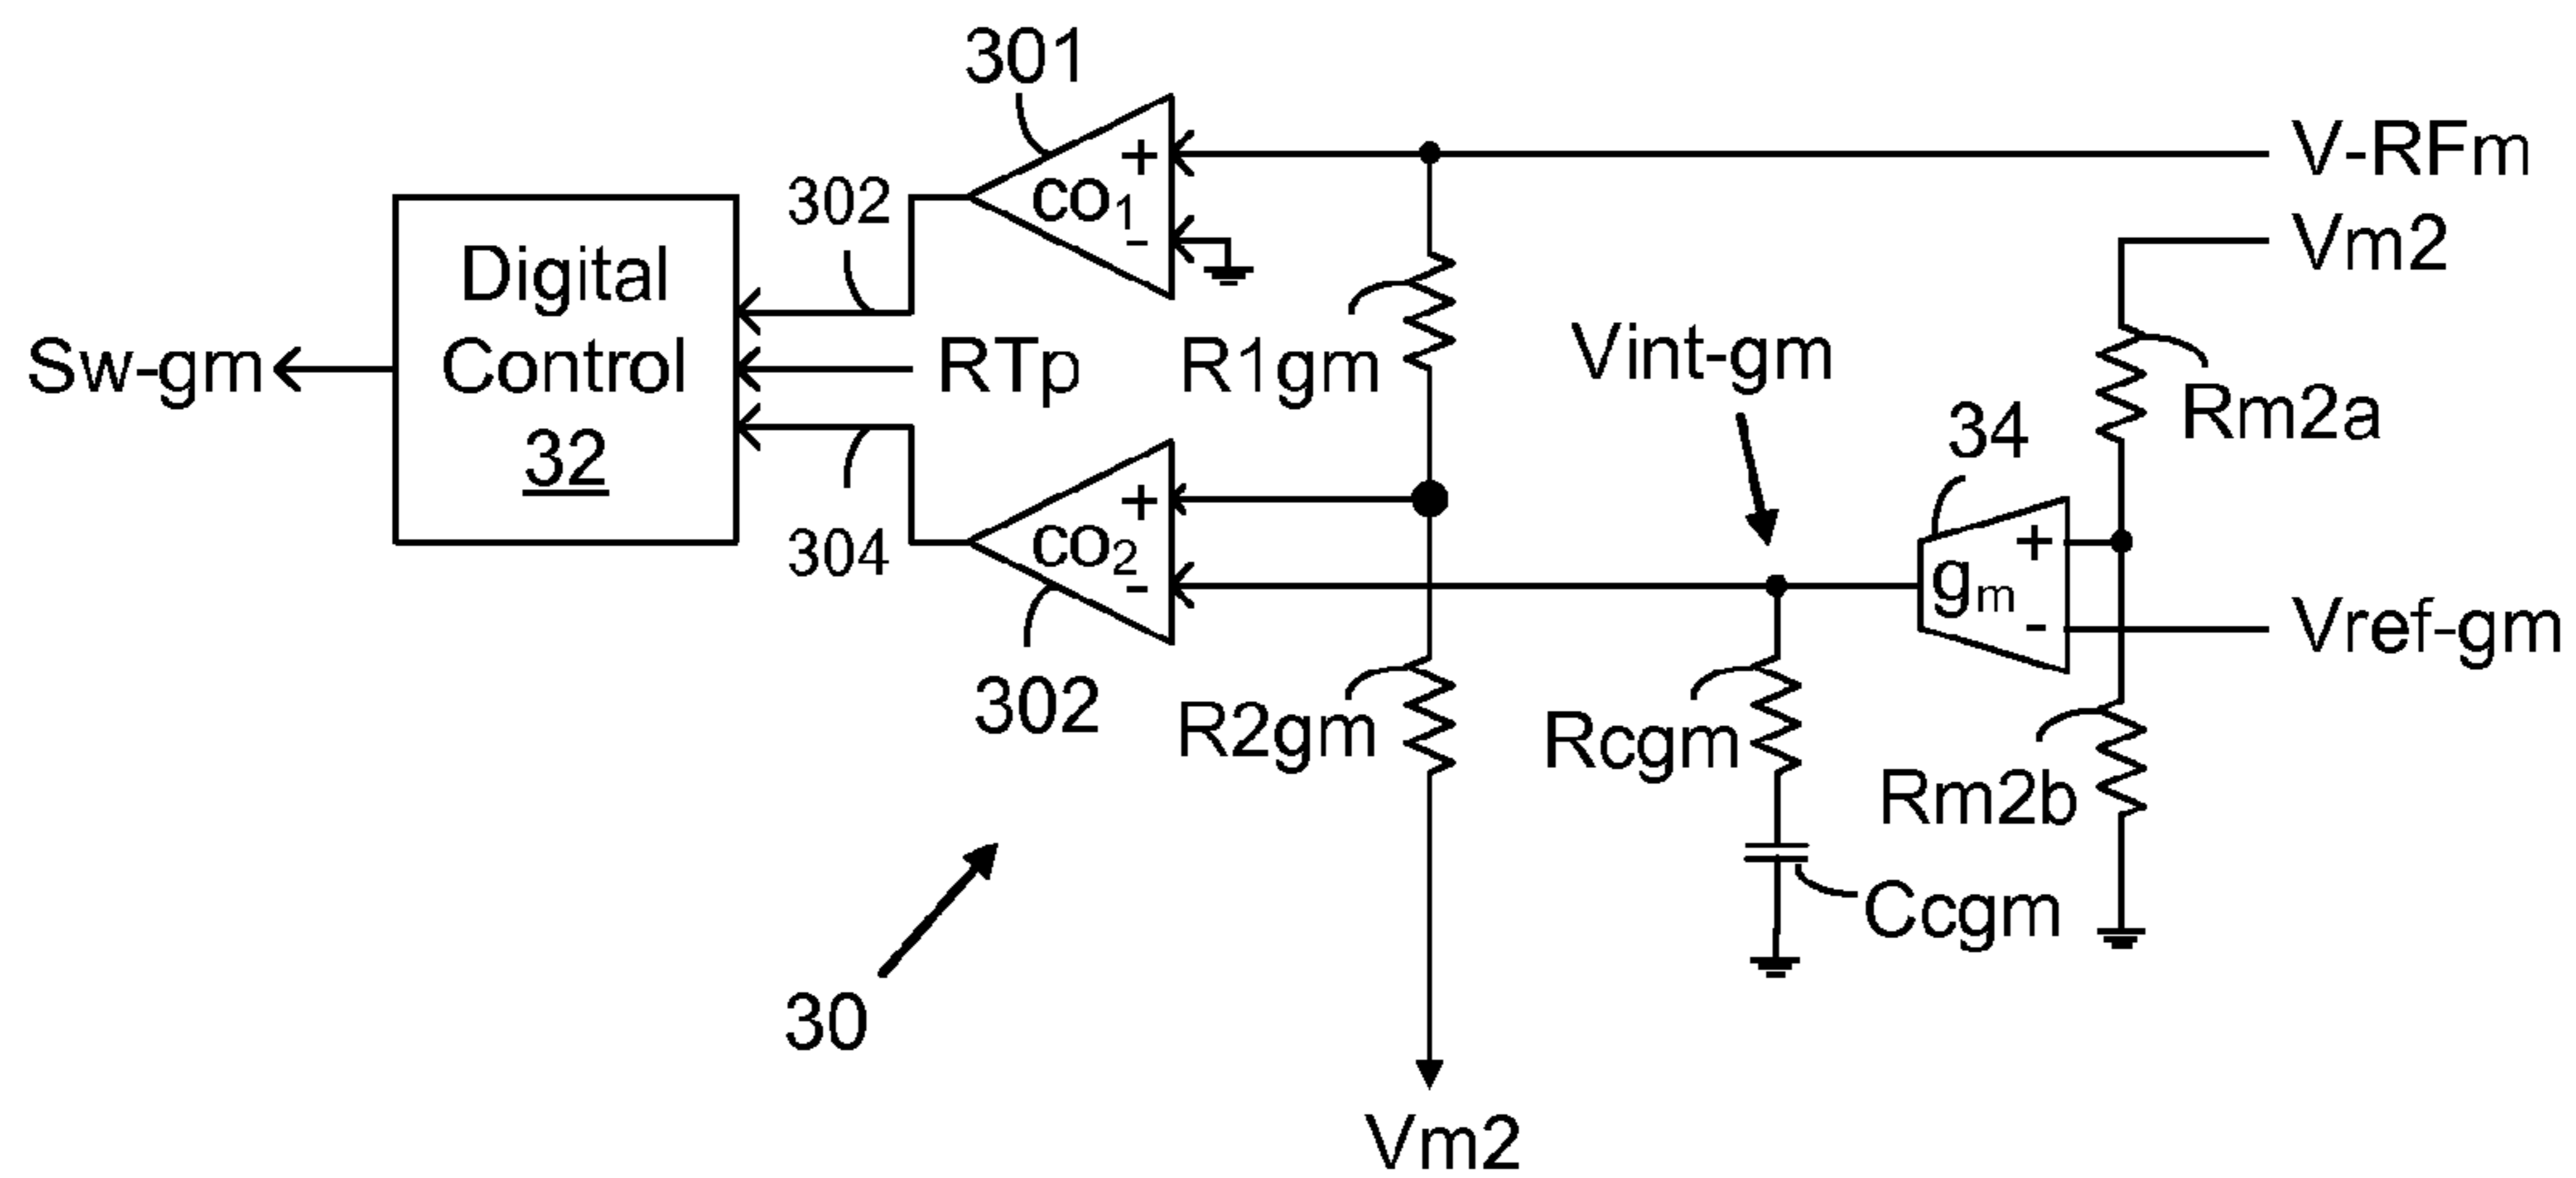 301
V-RFm
+
co1
-
302
Vm2
Digital
Control
32
Sw-gm
RTp
R1gm
Vint-gm
Rm2a
34
304
+
co2
-
+
gm
-
Vref-gm
302
R2gm
Rcgm
Rm2b
Ccgm
30
Vm2